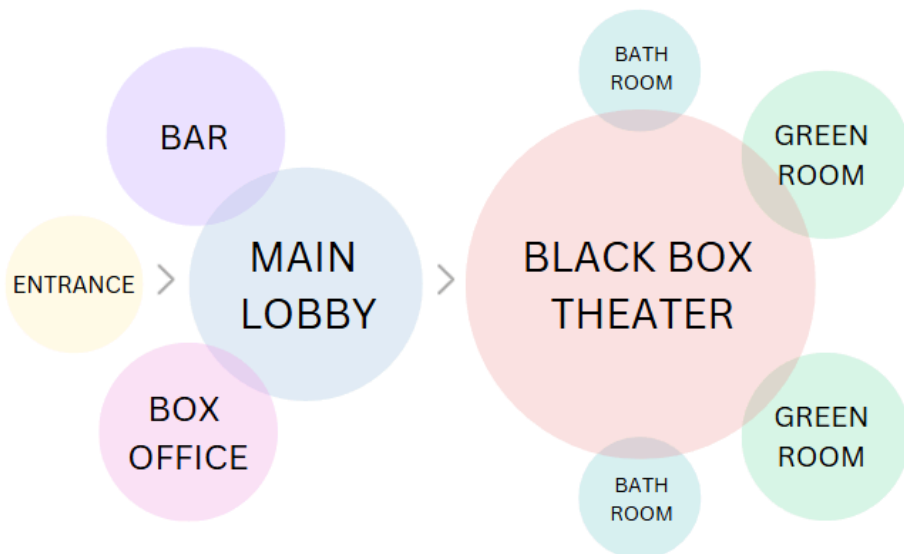 BAR
ENTRANCE
MAIN
LOBBY
BOX
OFFICE
BATH
ROOM
BLACK BOX
THEATER
BATH
ROOM
GREEN
ROOM
GREEN
ROOM